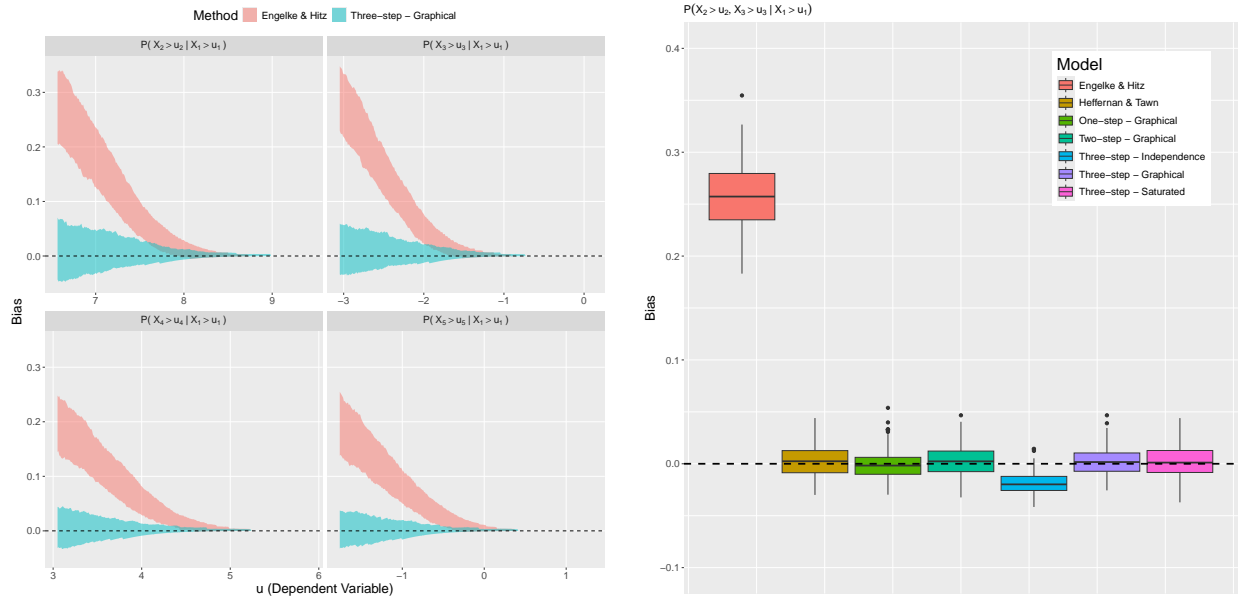 Method Engelke & Hitz Three−step − Graphical
P( X2 > u2 | X1 > u1 ) P( X3 > u3 | X1 > u1 )
0.3
0.2
0.1
0.0
7 8 9 −3 −2 −1 0
P( X4 > u4 | X1 > u1 ) P( X5 > u5 | X1 > u1 )
0.3
0.2
0.1
0.0
3 4 5 6 −1 0 1
Bias
u (Dependent Variable)
P(X2 > u2, X3 > u3 | X1 > u1)
0.4
0.3
0.2
0.1
0.0
−0.1
Bias
Model
Engelke & Hitz
Heffernan & Tawn
One−step − Graphical
Two−step − Graphical
Three−step − Independence
Three−step − Graphical
Three−step − Saturated